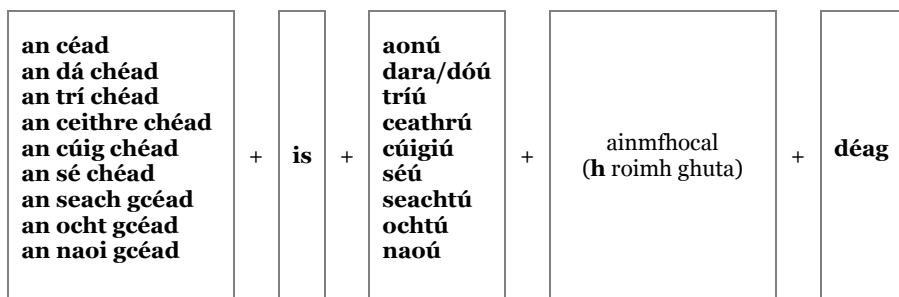 an céad
an dá chéad
an trí chéad
an ceithre chéad
an cúig chéad
an sé chéad
an seach gcéad
an ocht gcéad
an naoi gcéad
+
is
+
aonú
dara/dóú
tríú
ceathrú
cúigiú
séú
seachtú
ochtú
naoú
+
ainmfhocal
(h roimh ghuta)
+
déag